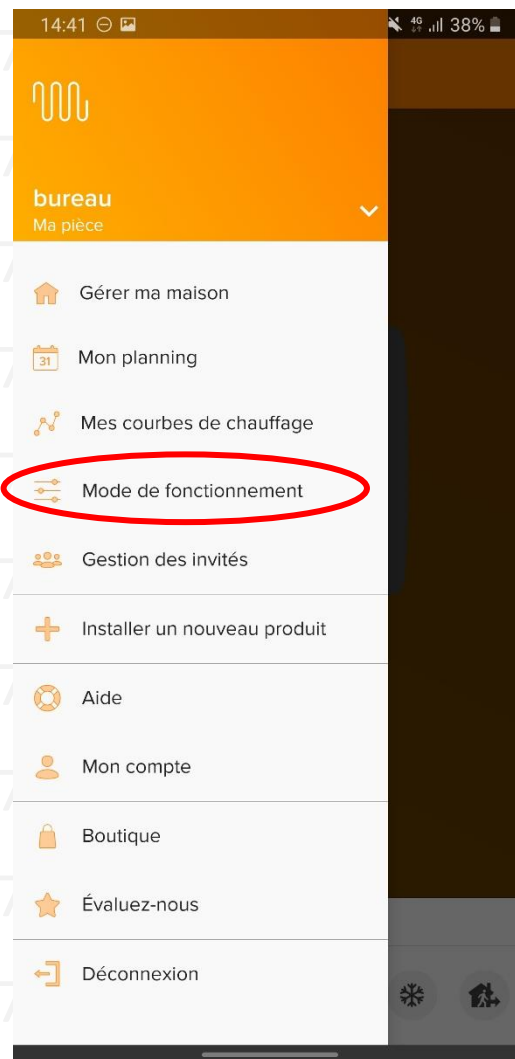 14:41
4G 38%
bureau
Ma pièce
Gérer ma maison
31
Mon planning
Mes courbes de chauffage
Mode de fonctionnement
Gestion des invités
Installer un nouveau produit
Aide
Mon compte
Boutique
Évaluez-nous
Déconnexion